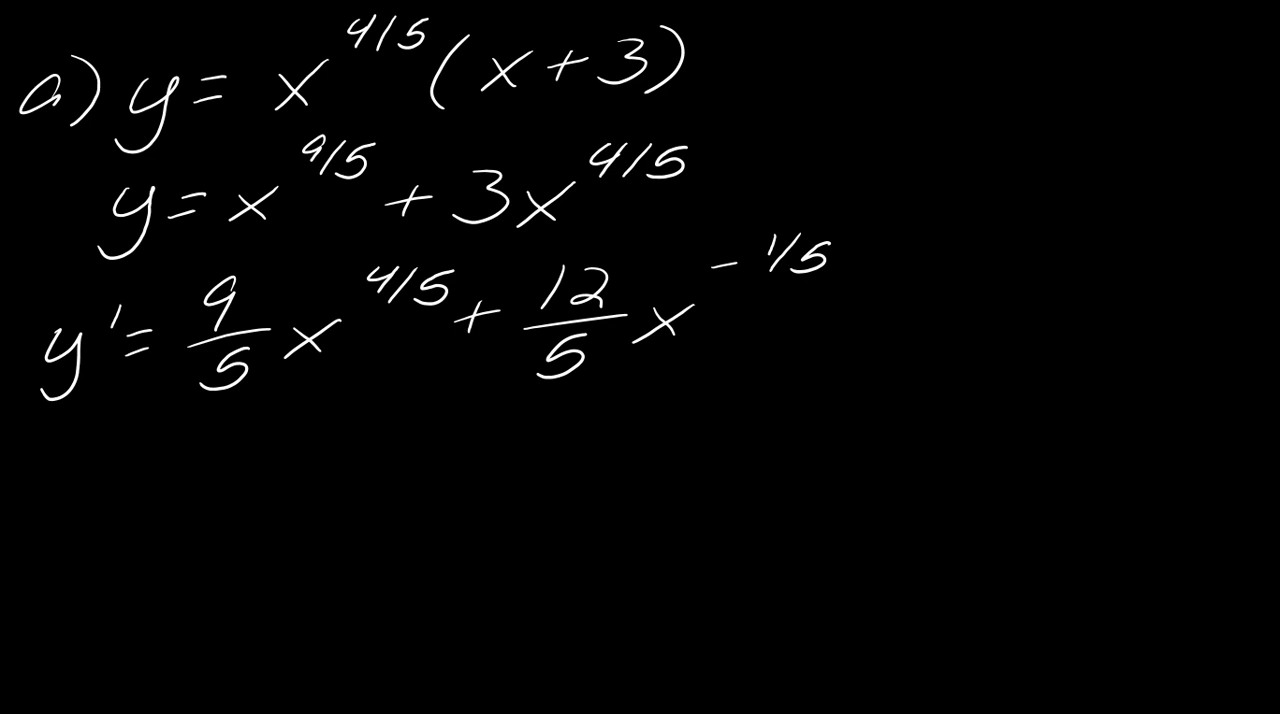 a) y = x^4/5 (x + 3)
y = x^9/5 + 3x^4/5
y' = 9/5 x^4/5 + 12/5 x^-1/5